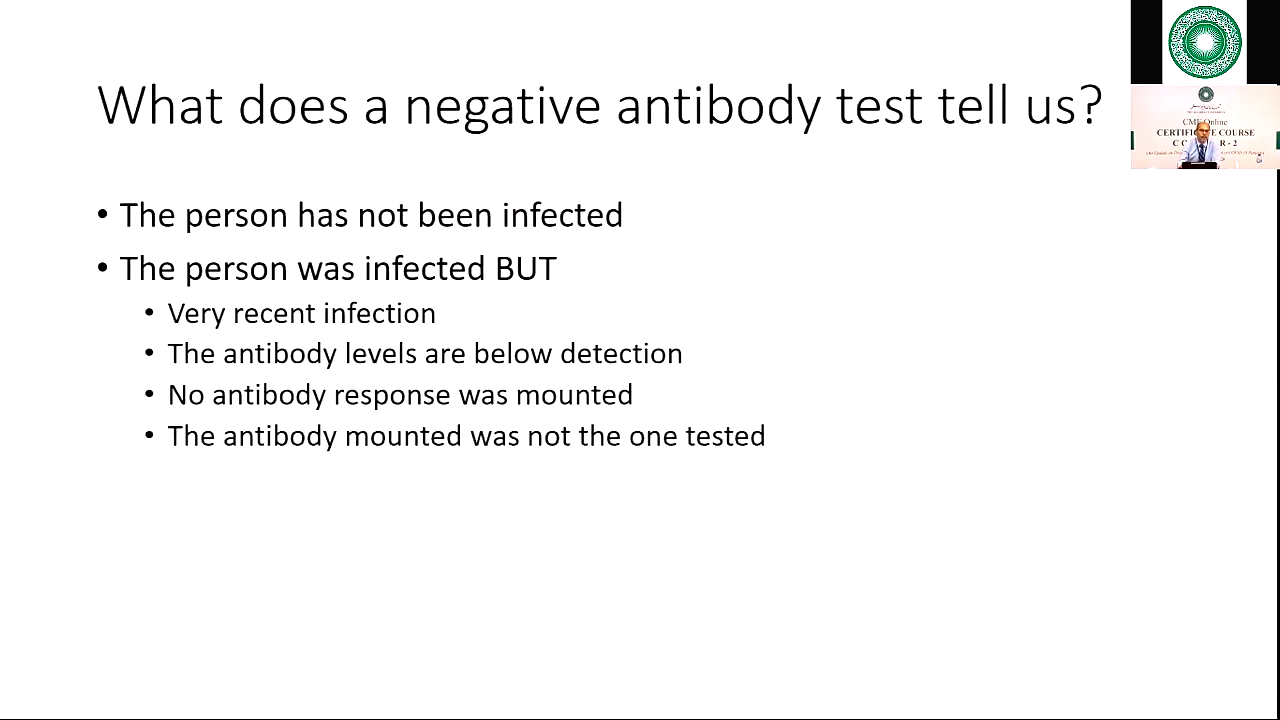 What does a negative antibody test tell us?
• The person has not been infected
• The person was infected BUT
• Very recent infection
• The antibody levels are below detection
• No antibody response was mounted
• The antibody mounted was not the one tested
Online
CERTIFICATE COURSE